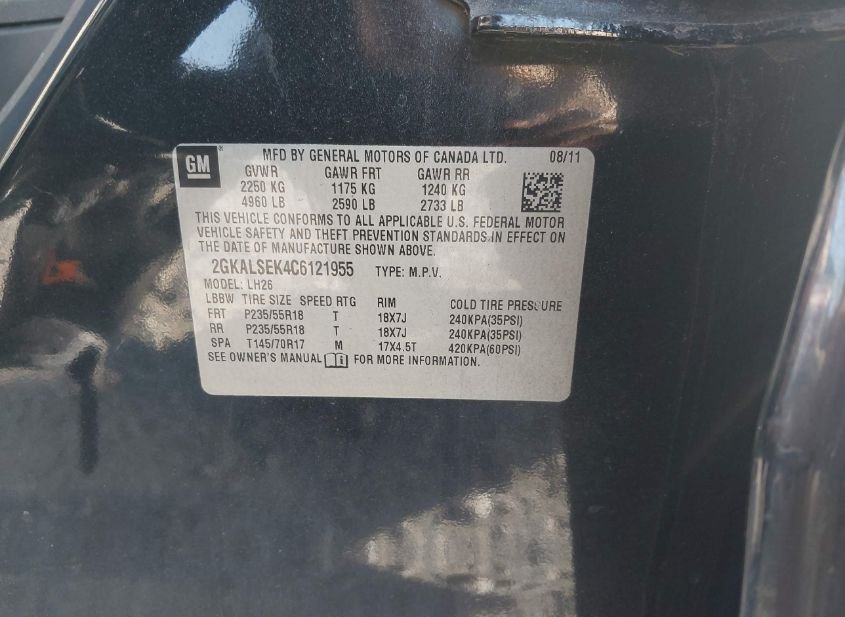 GM ® MFD BY GENERAL MOTORS OF CANADA LTD. 08/11
GVWR GAWR FRT GAWR RR
2250 KG 1175 KG 1240 KG
4960 LB 2590 LB 2733 LB
THIS VEHICLE CONFORMS TO ALL APPLICABLE U.S. FEDERAL MOTOR
VEHICLE SAFETY AND THEFT PREVENTION STANDARDS IN EFFECT ON
THE DATE OF MANUFACTURE SHOWN ABOVE.
2GKALSEK4C6121955 TYPE: M.P.V.
MODEL: LH26
LBBW TIRE SIZE SPEED RTG RIM COLD TIRE PRESSURE
FRT P235/55R18 T 18X7J 240KPA(35PSI)
RR P235/55R18 T 18X7J 240KPA(35PSI)
SPA T145/70R17 M 17X4.5T 420KPA(60PSI)
SEE OWNER'S MANUAL FOR MORE INFORMATION.